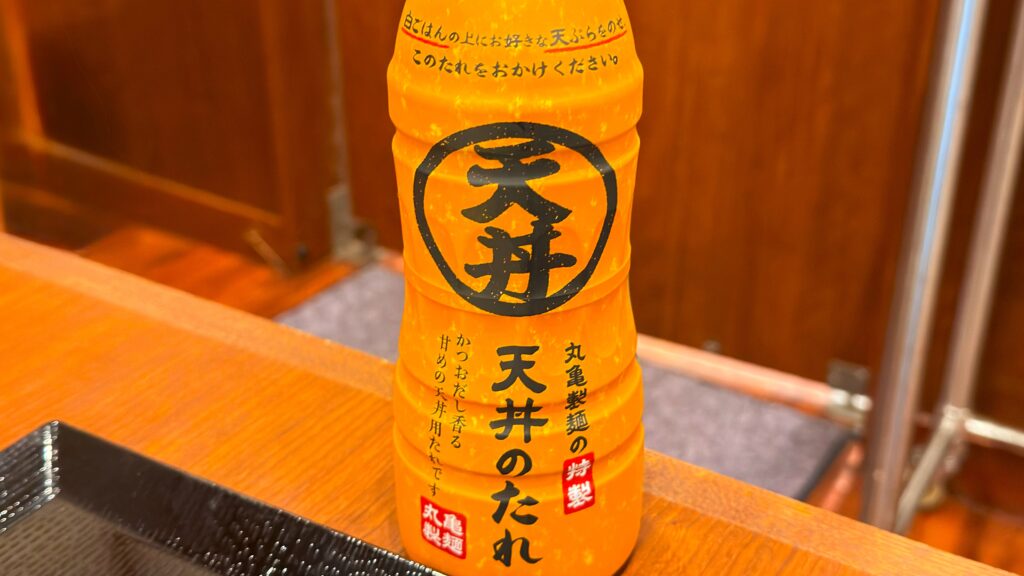 白ごはんの上にお好きな天ぷらをのせ
このたれをおかけください。
天
丼
丸亀製麺の
特製
天丼のたれ
かつおだし香る
甘めの天丼用たれです
丸亀
製麺